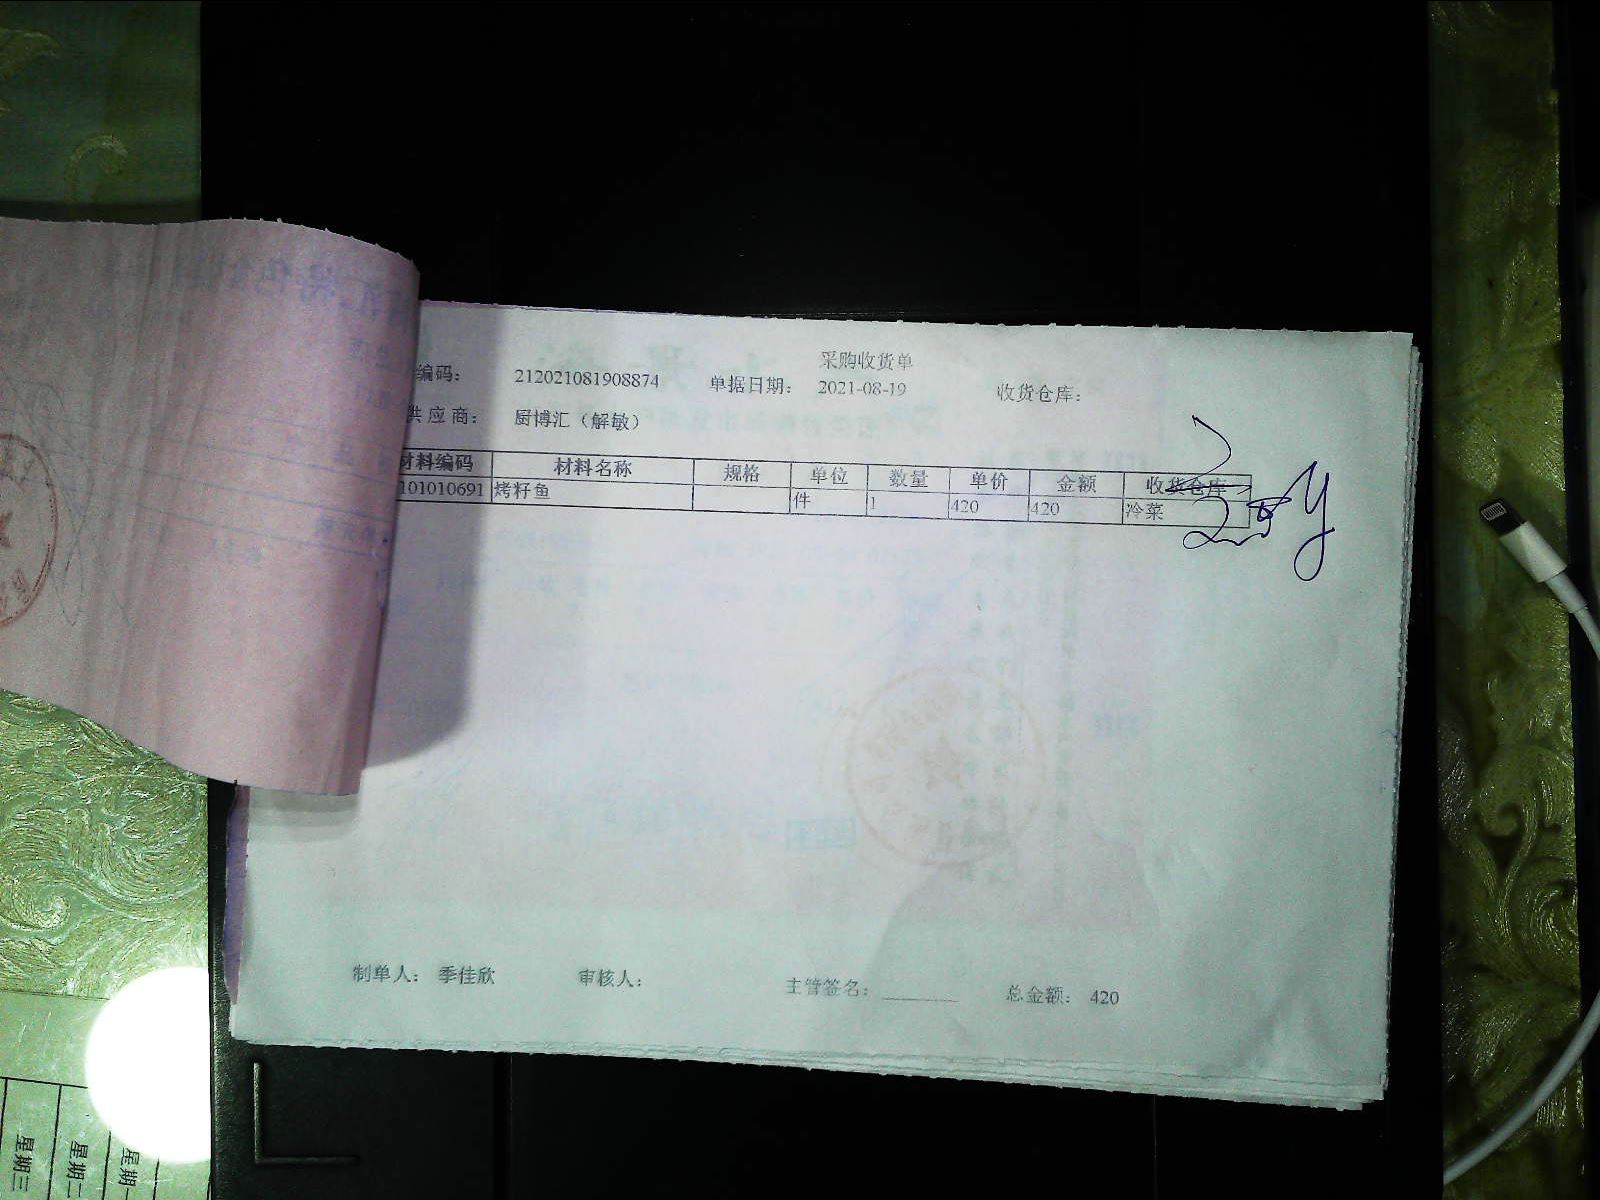 采购收货单
编码： 212021081908874 单据日期： 2021-08-19 收货仓库：
供应商： 厨博汇（解敏）
材料编码 材料名称 规格 单位 数量 单价 金额 收货仓库
101010691 烤籽鱼 件 1 420 420 冷菜
制单人： 季佳欣 审核人： 主管签名： 总金额： 420
星期一
星期二
星期三